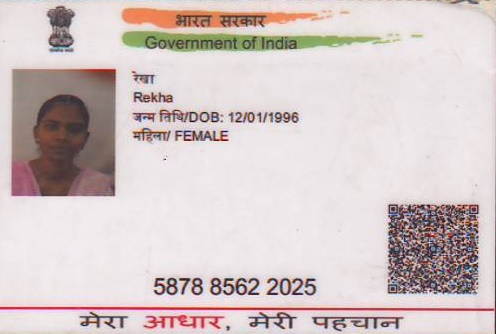 भारत सरकार
Government of India
रेखा
Rekha
जन्म तिथि/DOB: 12/01/1996
महिला/ FEMALE
5878 8562 2025
मेरा आधार, मेरी पहचान